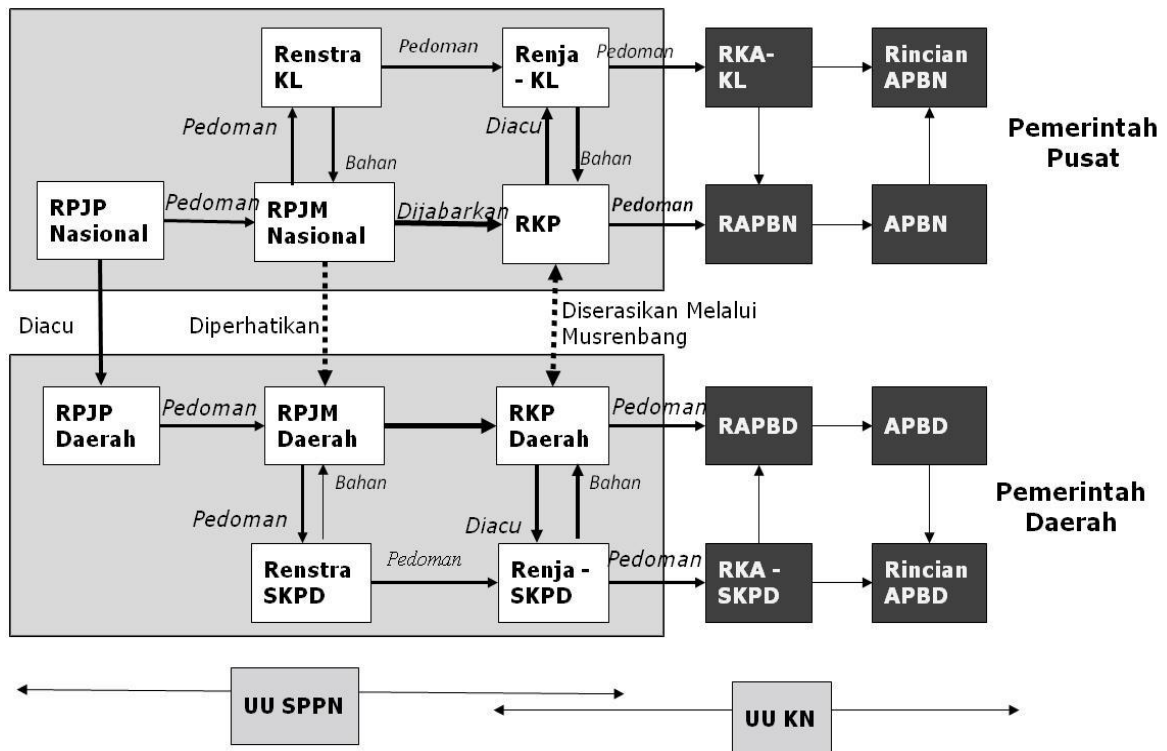 Renstra
KL
Pedoman
Renja
- KL
Pedoman
RKA-
KL
Rincian
APBN
Pedoman
Bahan
Diacu
Bahan
Pemerintah
Pusat
RPJP
Nasional
Pedoman
RPJM
Nasional
Dijabarkan
RKP
Pedoman
RAPBN
APBN
Diacu
Diperhatikan
Diserasikan Melalui
Musrenbang
RPJP
Daerah
Pedoman
RPJM
Daerah
RKP
Daerah
Pedoman
RAPBD
APBD
Pedoman
Bahan
Diacu
Bahan
Pemerintah
Daerah
Renstra
SKPD
Pedoman
Renja -
SKPD
Pedoman
RKA -
SKPD
Rincian
APBD
UU SPPN
UU KN